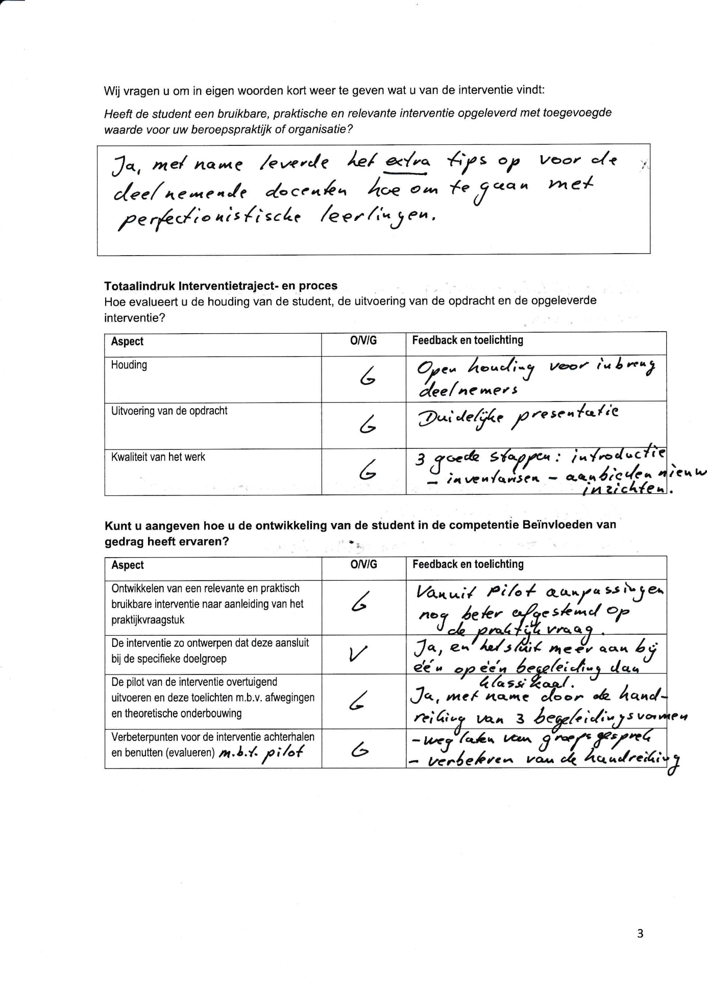 Wij vragen u om in eigen woorden kort weer te geven wat u van de interventie vindt:
Heeft de student een bruikbare, praktische en relevante interventie opgeleverd met toegevoegde
waarde voor uw beroepspraktijk of organisatie?
Ja, met name leverde het extra tips op voor de
deelnemende docenten hoe om te gaan met
perfectionistische leerlingen.
Totaalindruk Interventietraject- en proces
Hoe evalueert u de houding van de student, de uitvoering van de opdracht en de opgeleverde
interventie?
Aspect O/V/G Feedback en toelichting
Houding G Open houding voor inbreng
deelnemers
Uitvoering van de opdracht G Duidelijke presentatie
Kwaliteit van het werk G 3 goede stappen: introductie
- inventarisen - aanbieden nieuw
inzichten.
Kunt u aangeven hoe u de ontwikkeling van de student in de competentie Beïnvloeden van
gedrag heeft ervaren?
Aspect O/V/G Feedback en toelichting
Ontwikkelen van een relevante en praktisch
bruikbare interventie naar aanleiding van het
praktijkvraagstuk
G
Vanuit pilot aanpassingen
nog beter afgestemd op
de praktijkvraag.
De interventie zo ontwerpen dat deze aansluit
bij de specifieke doelgroep
V
Ja, en het sluit meer aan bij
één op één begeleiding dan
klassikaal.
De pilot van de interventie overtuigend
uitvoeren en deze toelichten m.b.v. afwegingen
en theoretische onderbouwing
G
Ja, met name door de hand-
reiking van 3 begeleidingsvormen
Verbeterpunten voor de interventie achterhalen
en benutten (evalueren) m.b.t. pilot
G
- weglaten van groepsgesprek
- verbeteren van de handreiking
3